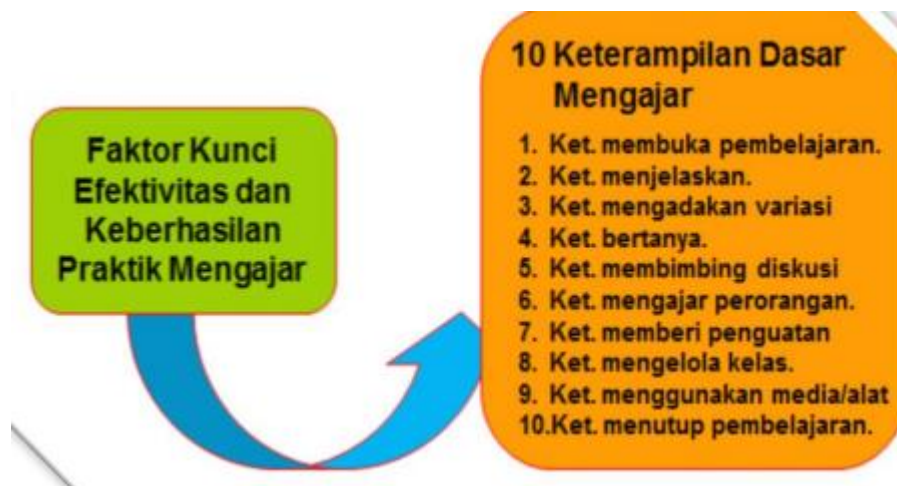 Faktor Kunci
Efektivitas dan
Keberhasilan
Praktik Mengajar
10 Keterampilan Dasar
Mengajar
1. Ket. membuka pembelajaran.
2. Ket. menjelaskan.
3. Ket. mengadakan variasi
4. Ket. bertanya.
5. Ket. membimbing diskusi
6. Ket. mengajar perorangan.
7. Ket. memberi penguatan
8. Ket. mengelola kelas.
9. Ket. menggunakan media/alat
10.Ket. menutup pembelajaran.